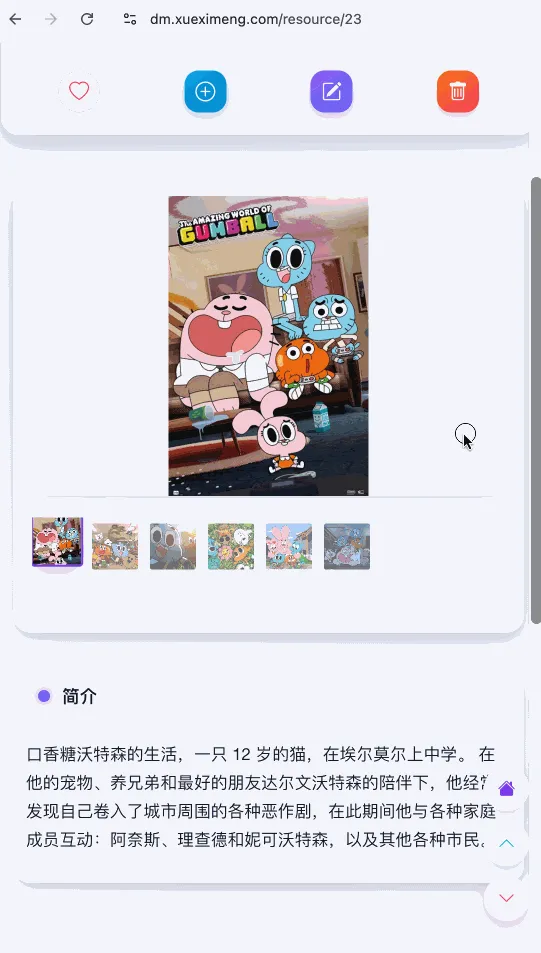 dm.xueximeng.com/resource/23
The AMAZING WORLD OF
GUMBALL
简介
口香糖沃特森的生活，一只 12 岁的猫，在埃尔莫尔上中学。 在
他的宠物、养兄弟和最好的朋友达尔文沃特森的陪伴下，他经常
发现自己卷入了城市周围的各种恶作剧，在此期间他与各种家庭
成员互动：阿奈斯、理查德和妮可沃特森，以及其他各种市民。